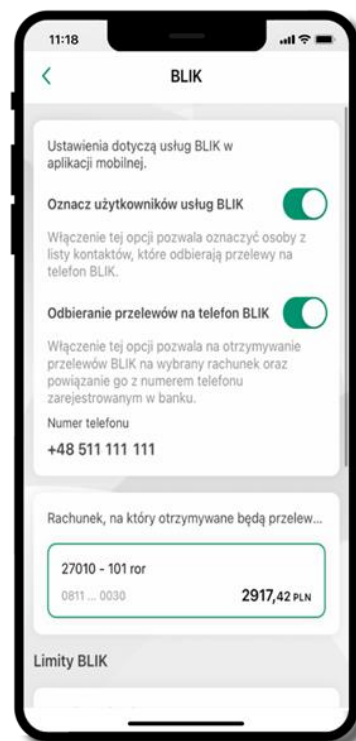 11:18
BLIK
Ustawienia dotyczą usług BLIK w
aplikacji mobilnej.
Oznacz użytkowników usług BLIK
Włączenie tej opcji pozwala oznaczyć osoby z
listy kontaktów, które odbierają przelewy na
telefon BLIK.
Odbieranie przelewów na telefon BLIK
Włączenie tej opcji pozwala na otrzymywanie
przelewów BLIK na wybrany rachunek oraz
powiązanie go z numerem telefonu
zarejestrowanym w banku.
Numer telefonu
+48 511 111 111
Rachunek, na który otrzymywane będą przelew...
27010 - 101 ror
0811 ... 0030 2917,42 PLN
Limity BLIK